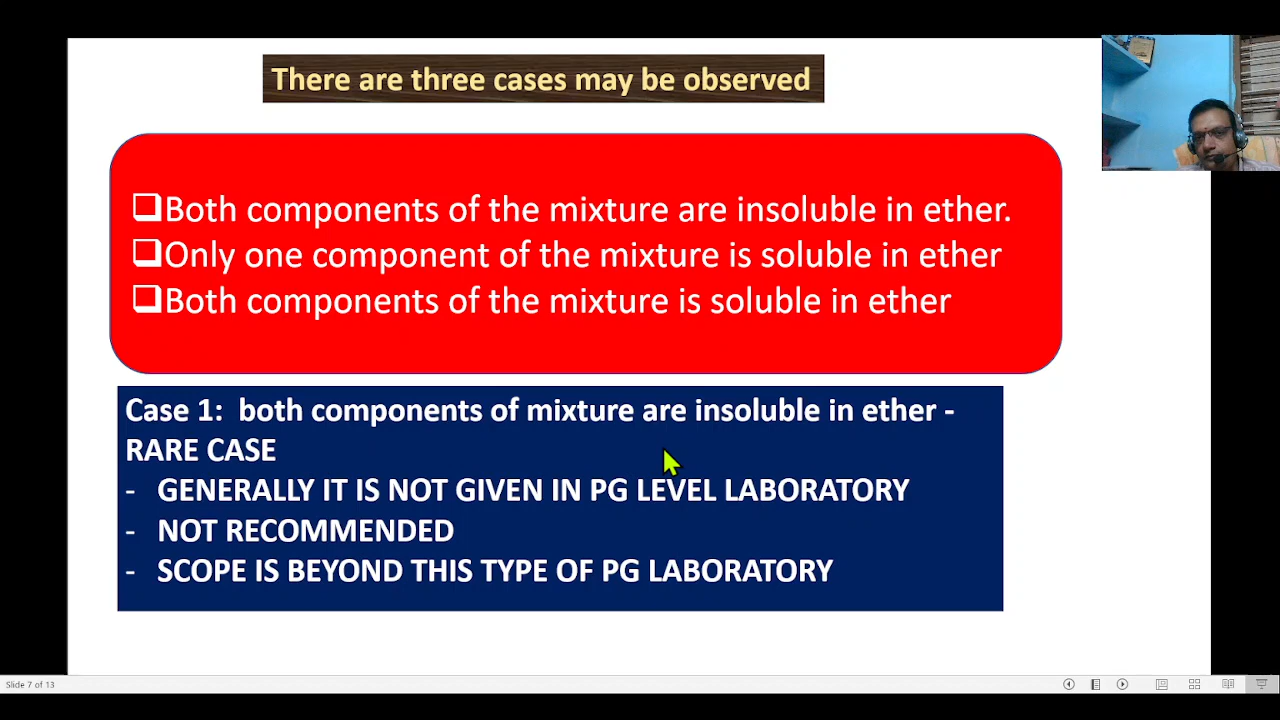 There are three cases may be observed
❑Both components of the mixture are insoluble in ether.
❑Only one component of the mixture is soluble in ether
❑Both components of the mixture is soluble in ether
Case 1:  both components of mixture are insoluble in ether -
RARE CASE
- GENERALLY IT IS NOT GIVEN IN PG LEVEL LABORATORY
- NOT RECOMMENDED
- SCOPE IS BEYOND THIS TYPE OF PG LABORATORY
Slide 7 of 13